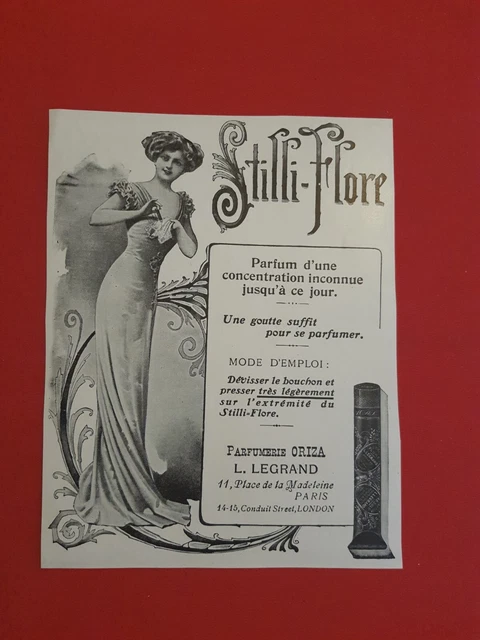 Stilli-Flore
Parfum d'une
concentration inconnue
jusqu'à ce jour.
Une goutte suffit
pour se parfumer.
MODE D'EMPLOI :
Dévisser le bouchon et
presser très légèrement
sur l'extrémité du
Stilli-Flore.
PARFUMERIE ORIZA
L. LEGRAND
11, Place de la Madeleine
PARIS
14-15, Conduit Street, LONDON